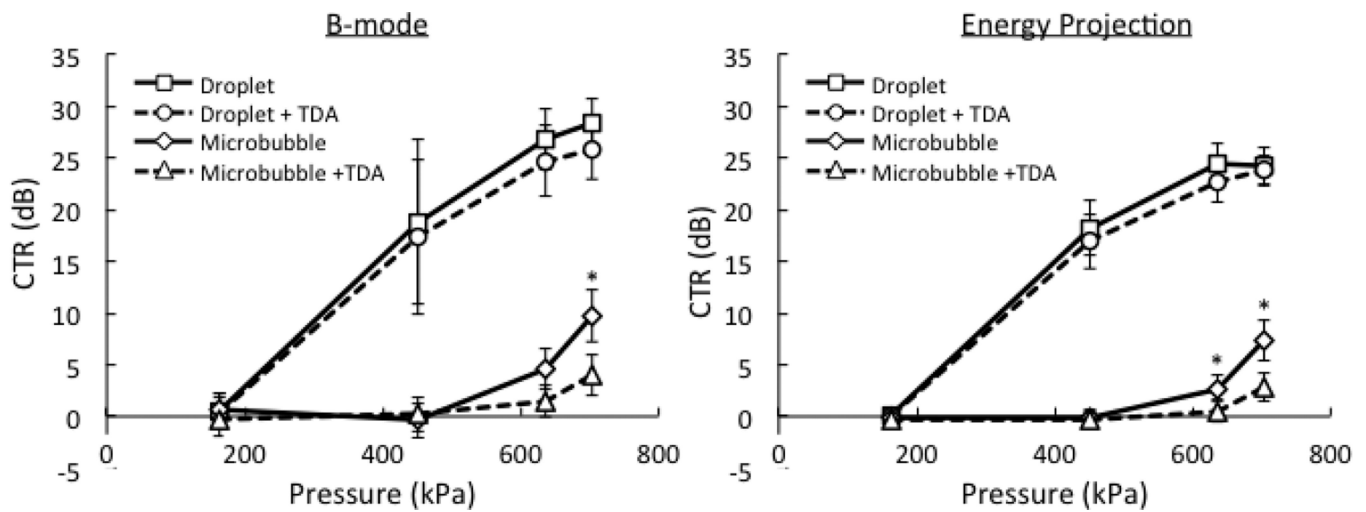 B-mode
35
30
25
20
15
10
5
0
-5
CTR (dB)
Droplet
Droplet + TDA
Microbubble
Microbubble +TDA
*
0 200 400 600 800
Pressure (kPa)
Energy Projection
35
30
25
20
15
10
5
0
-5
CTR (dB)
Droplet
Droplet + TDA
Microbubble
Microbubble +TDA
*
*
0 200 400 600 800
Pressure (kPa)